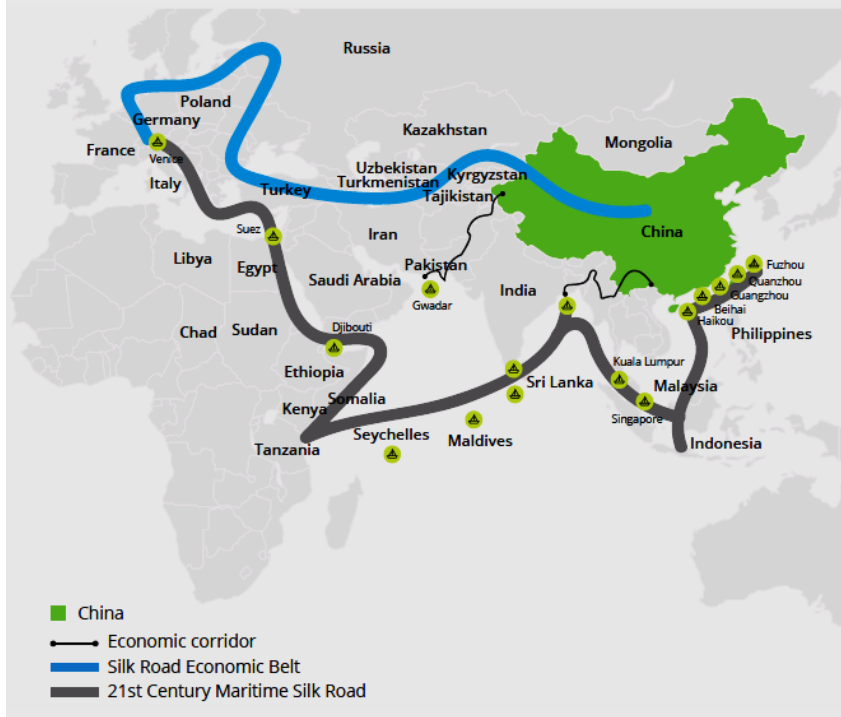 Russia
Poland
Germany
France
Venice
Italy
Kazakhstan
Mongolia
Uzbekistan
Turkmenistan
Kyrgyzstan
Tajikistan
Turkey
China
Suez
Iran
Libya
Egypt
Saudi Arabia
Pakistan
Gwadar
India
Fuzhou
Quanzhou
Guangzhou
Beihai
Haikou
Philippines
Chad
Sudan
Djibouti
Ethiopia
Kuala Lumpur
Sri Lanka
Malaysia
Somalia
Kenya
Singapore
Tanzania
Seychelles
Maldives
Indonesia
China
Economic corridor
Silk Road Economic Belt
21st Century Maritime Silk Road